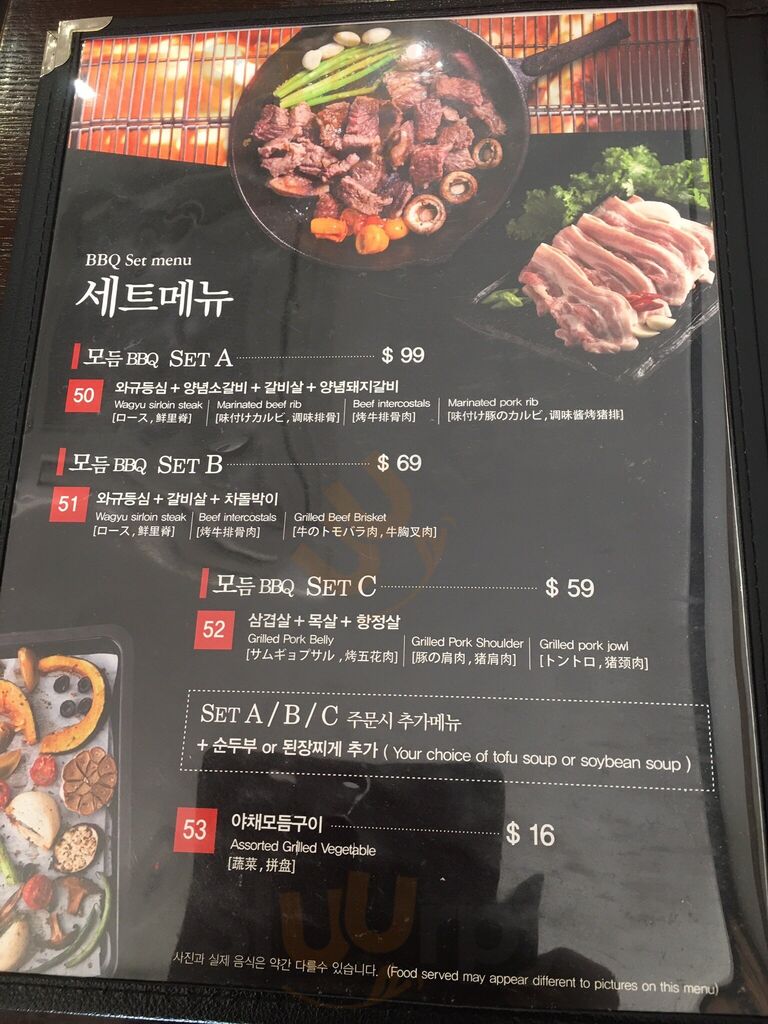 BBQ Set menu
세트메뉴
모듬 BBQ SET A $ 99
50
와규등심 + 양념소갈비 + 갈비살 + 양념돼지갈비
Wagyu sirloin steak | Marinated beef rib | Beef intercostals | Marinated pork rib
[ロース , 鲜里脊] [味付けカルビ , 调味排骨] [烤牛排骨肉] [味付け豚のカルビ , 调味酱烤猪排]
모듬 BBQ SET B $ 69
51
와규등심 + 갈비살 + 차돌박이
Wagyu sirloin steak | Beef intercostals | Grilled Beef Brisket
[ロース , 鲜里脊] [烤牛排骨肉] [牛のトモバラ肉 , 牛胸叉肉]
모듬 BBQ SET C $ 59
52
삼겹살 + 목살 + 항정살
Grilled Pork Belly | Grilled Pork Shoulder | Grilled pork jowl
[サムギョプサル , 烤五花肉] [豚の肩肉 , 猪肩肉] [トントロ , 猪颈肉]
SET A / B / C 주문시 추가메뉴
+ 순두부 or 된장찌게 추가 ( Your choice of tofu soup or soybean soup )
53
야채모듬구이 $ 16
Assorted Grilled Vegetable
[蔬菜 , 拼盘]
사진과 실제 음식은 약간 다를수 있습니다. (Food served may appear different to pictures on this menu)